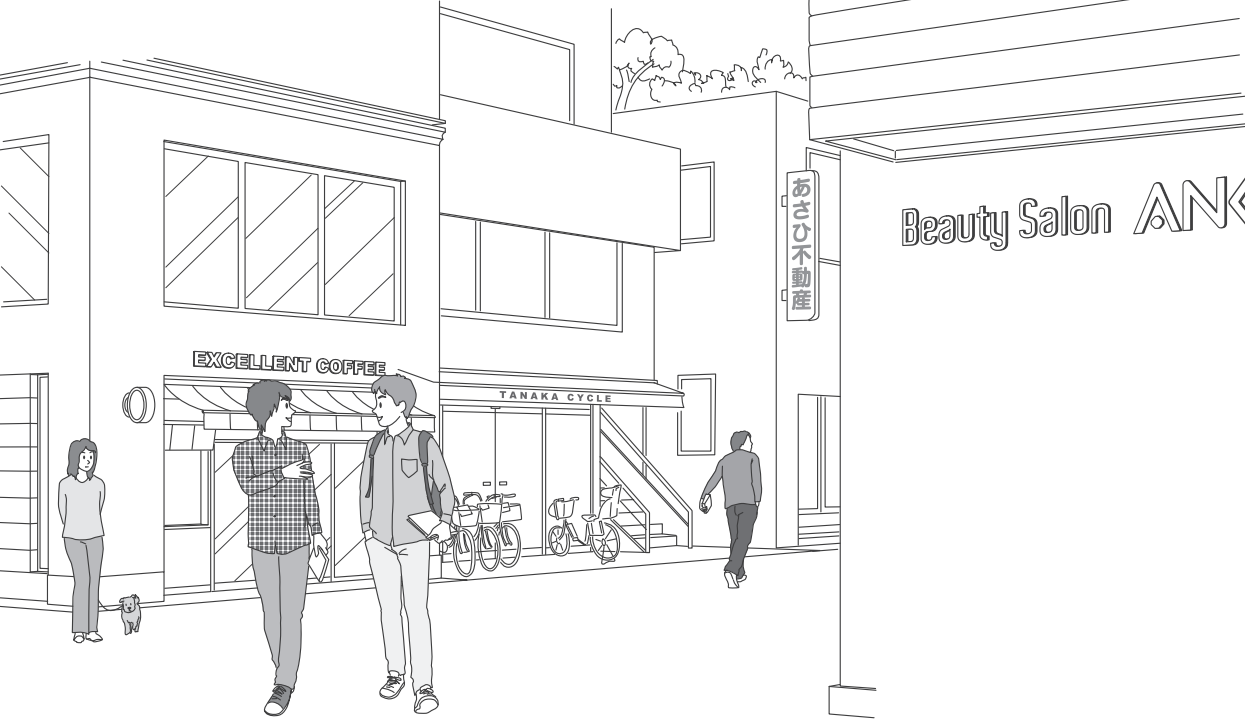 EXCELLENT COFFEE
TANAKA CYCLE
あさひ不動産
Beauty Salon